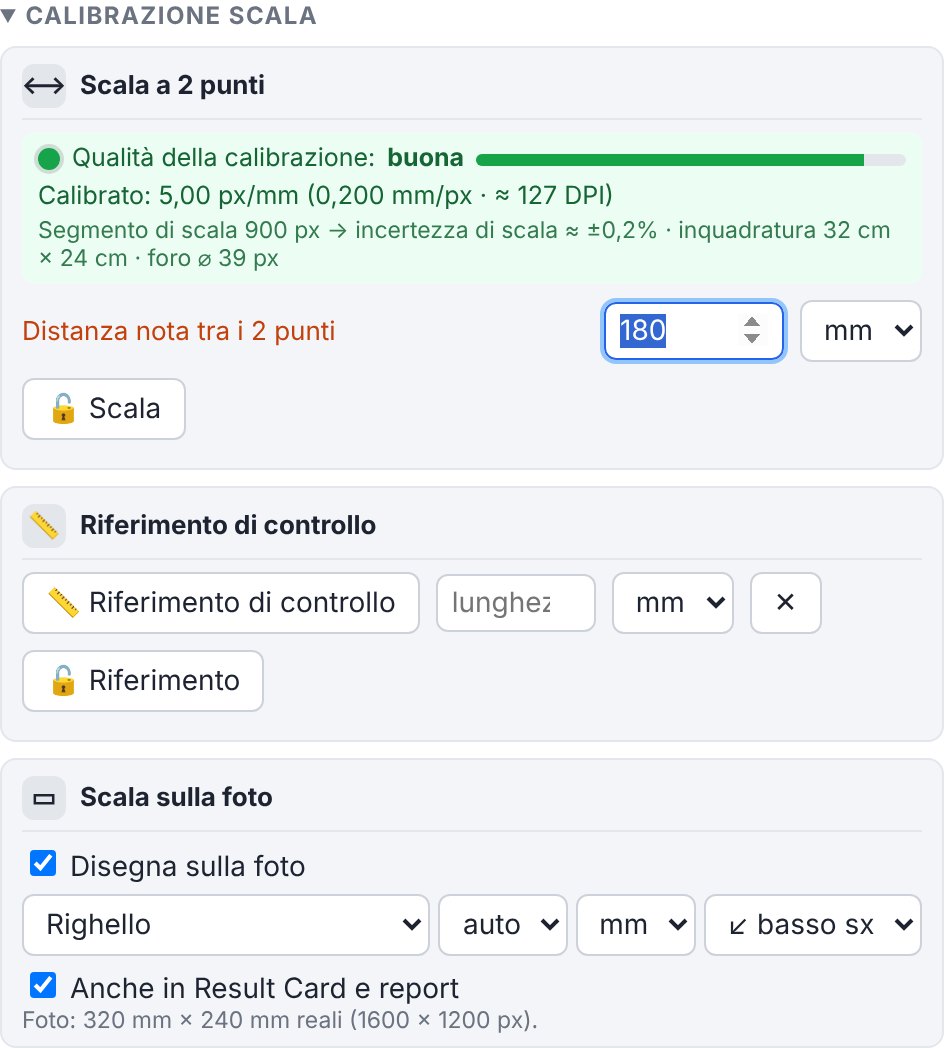 ▼ CALIBRAZIONE SCALA
↔ Scala a 2 punti
Qualità della calibrazione: buona
Calibrato: 5,00 px/mm (0,200 mm/px · ≈ 127 DPI)
Segmento di scala 900 px → incertezza di scala ≈ ±0,2% · inquadratura 32 cm
× 24 cm · foro ⌀ 39 px
Distanza nota tra i 2 punti 180 mm
🔓 Scala
📏 Riferimento di controllo
📏 Riferimento di controllo lunghez mm ✕
🔓 Riferimento
▭ Scala sulla foto
Disegna sulla foto
Righello auto mm ↙ basso sx
Anche in Result Card e report
Foto: 320 mm × 240 mm reali (1600 × 1200 px).